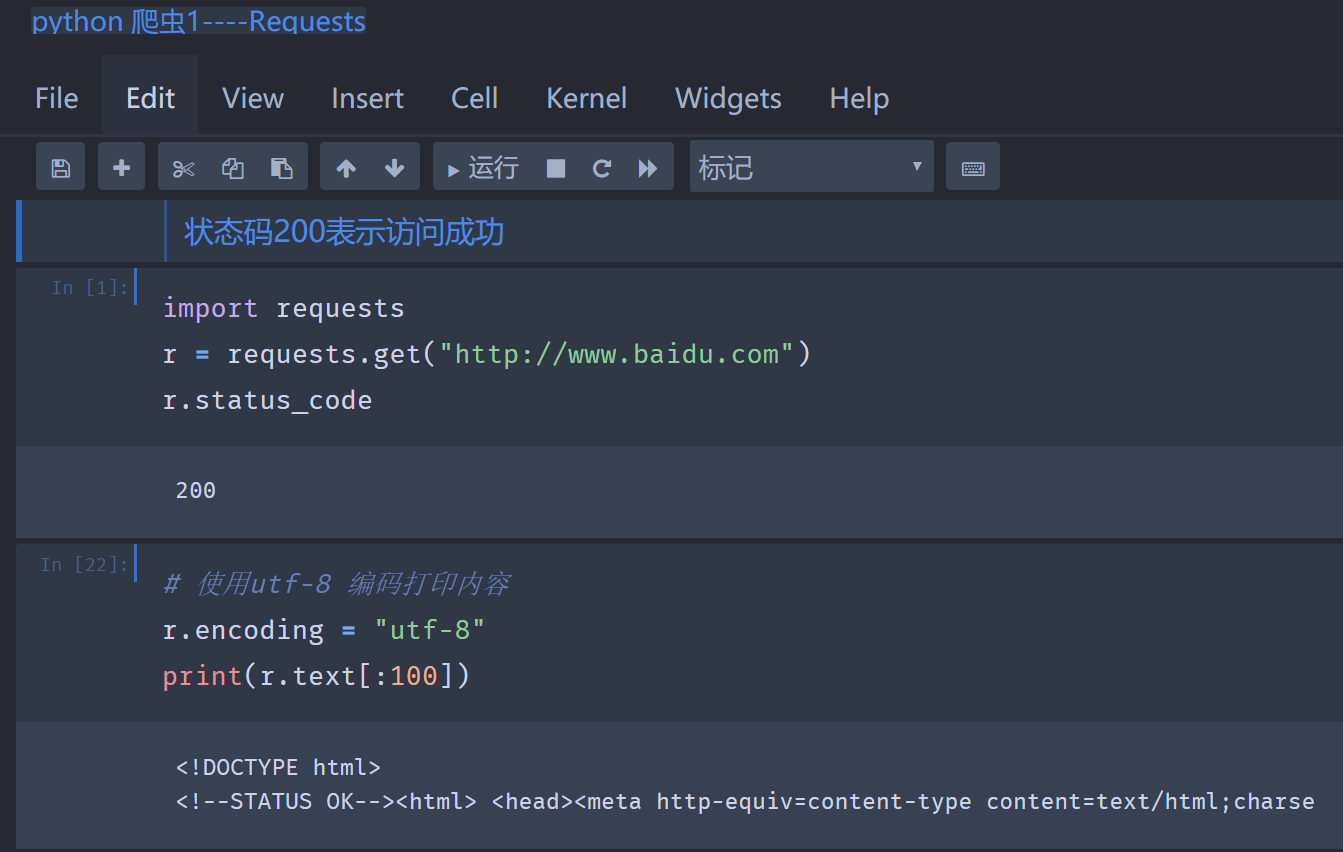 python 爬虫1----Requests
File Edit View Insert Cell Kernel Widgets Help
运行 标记
状态码200表示访问成功
In [1]:
import requests
r = requests.get("http://www.baidu.com")
r.status_code
200
In [22]:
# 使用utf-8 编码打印内容
r.encoding = "utf-8"
print(r.text[:100])
<!DOCTYPE html>
<!--STATUS OK--><html> <head><meta http-equiv=content-type content=text/html;charse